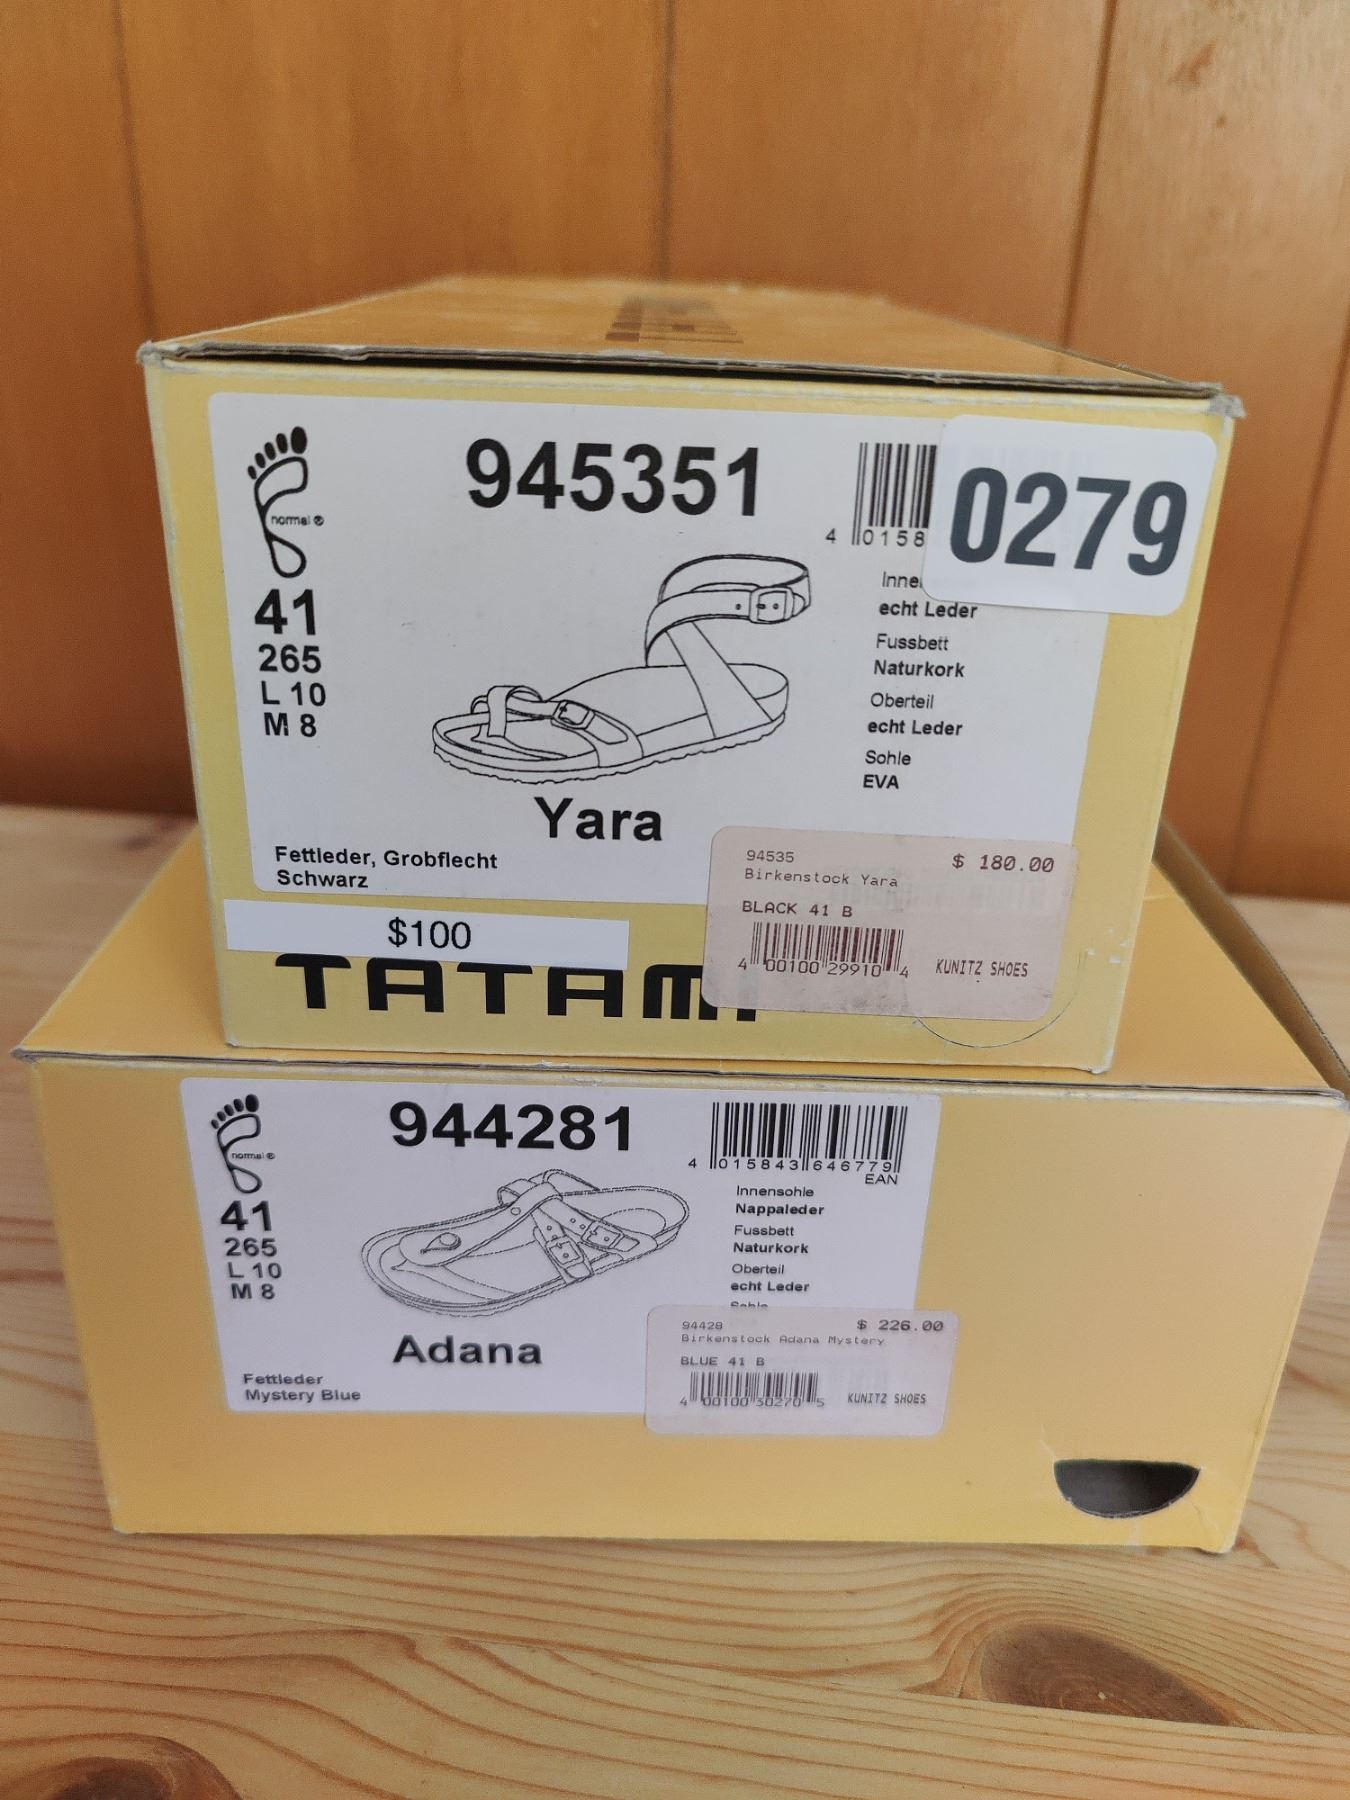 945351
normal®
41
265
L 10
M 8
4 0158
0279
echt Leder
Fussbett
Naturkork
Oberteil
echt Leder
Sohle
EVA
Yara
Fettleder, Grobflecht
Schwarz
94535 $ 180.00
Birkenstock Yara
BLACK 41 B
4 00100 29910 4 KUNITZ SHOES
$100
TATAMI
944281
normal®
41
265
L 10
M 8
4 015843 646779
EAN
Innensohle
Nappaleder
Fussbett
Naturkork
Oberteil
echt Leder
Adana
Fettleder
Mystery Blue
94428 $ 226.00
Birkenstock Adana Mystery
BLUE 41 B
4 00100 30270 5 KUNITZ SHOES